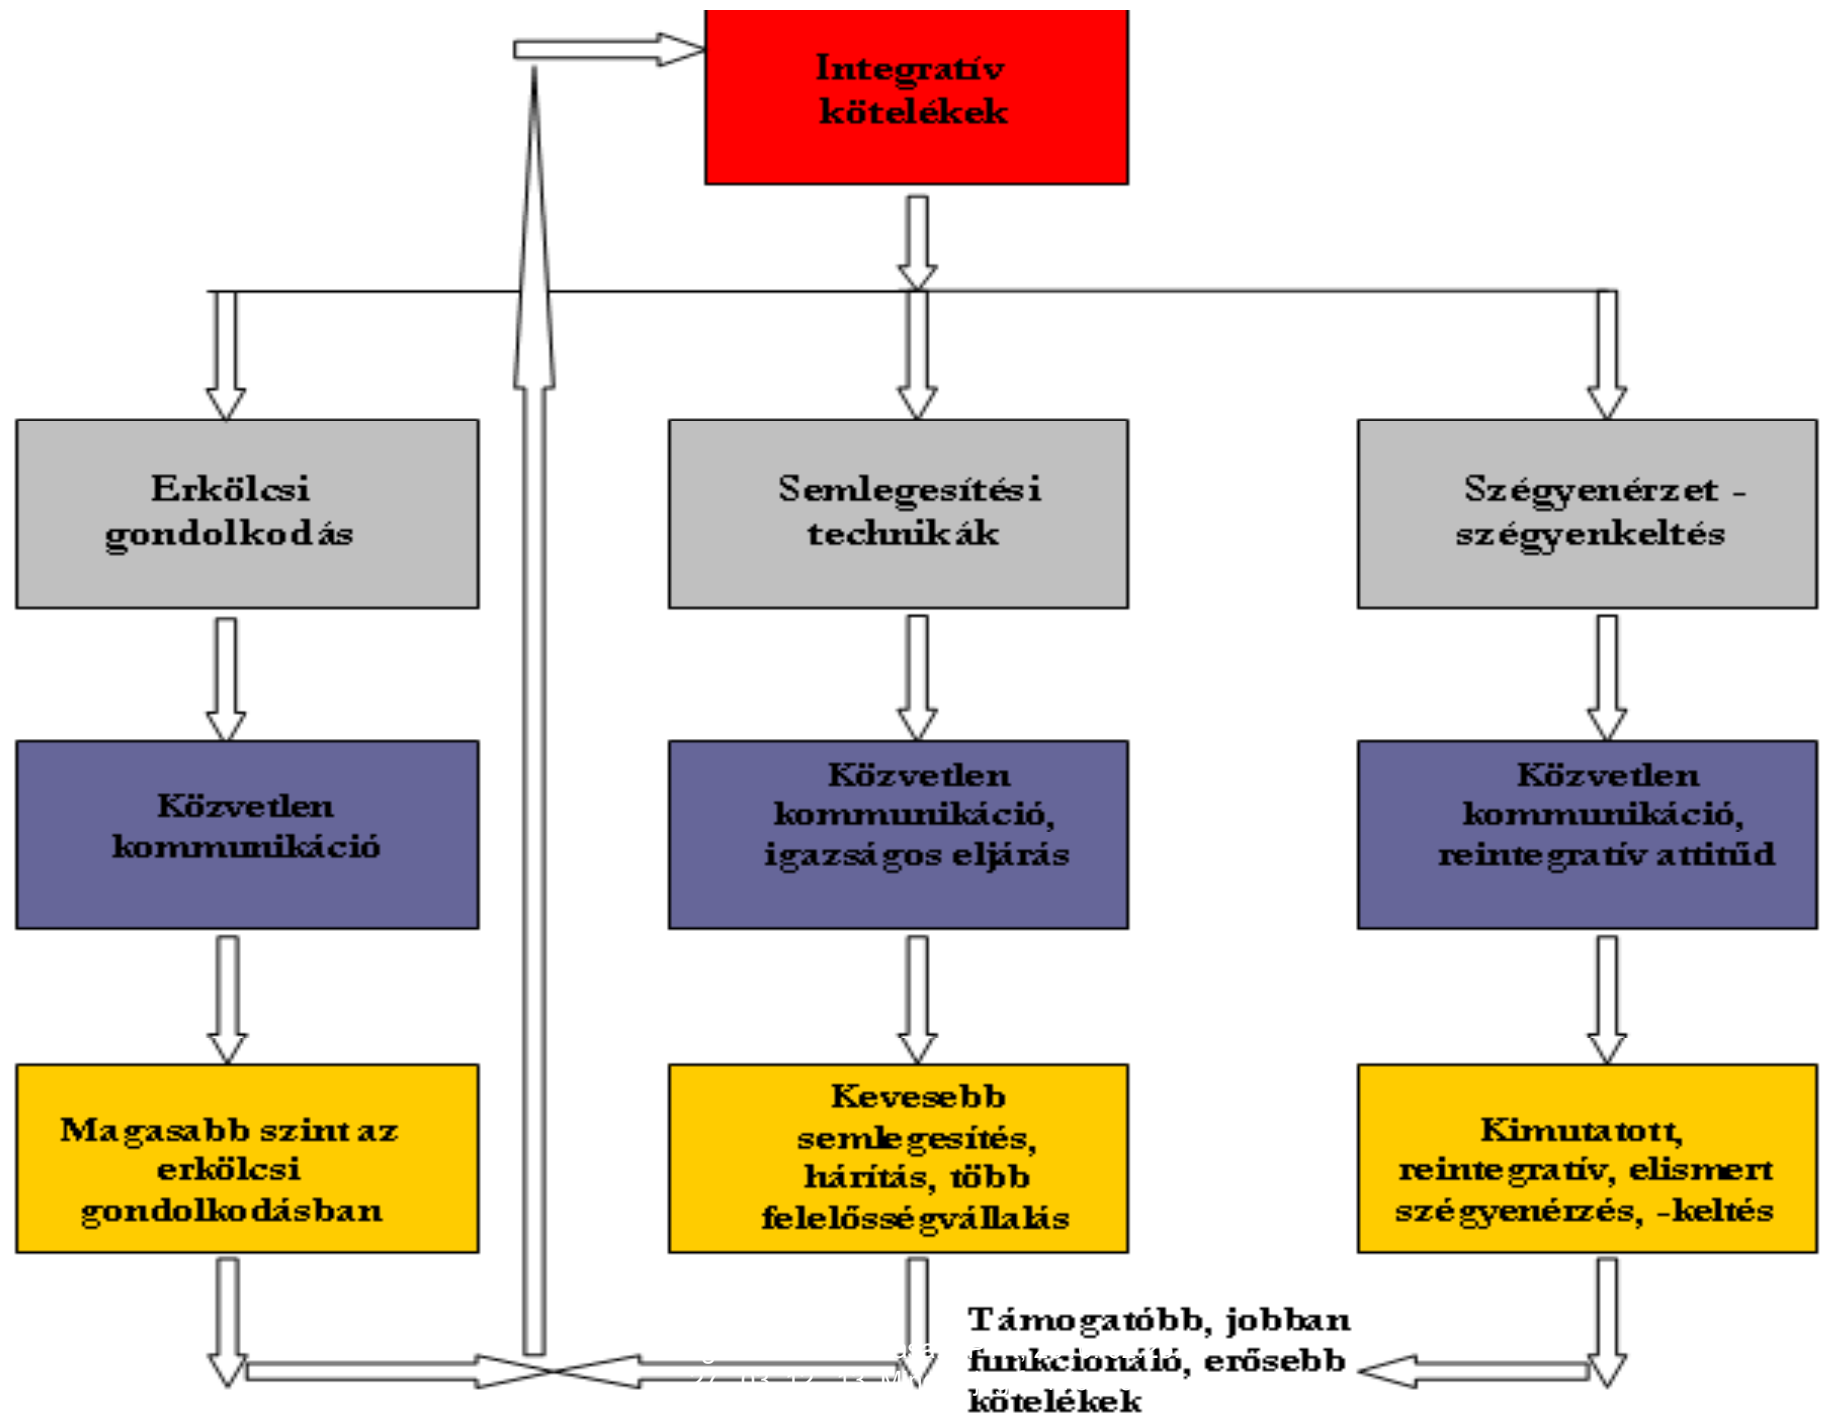 Integratív
kötelékek
Erkölcsi
gondolkodás
Semlegesítési
technikák
Szégyenérzet -
szégyenkeltés
Közvetlen
kommunikáció
Közvetlen
kommunikáció,
igazságos eljárás
Közvetlen
kommunikáció,
reintegratív attitűd
Magasabb szint az
erkölcsi
gondolkodásban
Kevesebb
semlegesítés,
hárítás, több
felelősségvállalás
Kimutatott,
reintegratív, elismert
szégyenérzés, -keltés
Támogatóbb, jobban
funkcionáló, erősebb
kötelékek